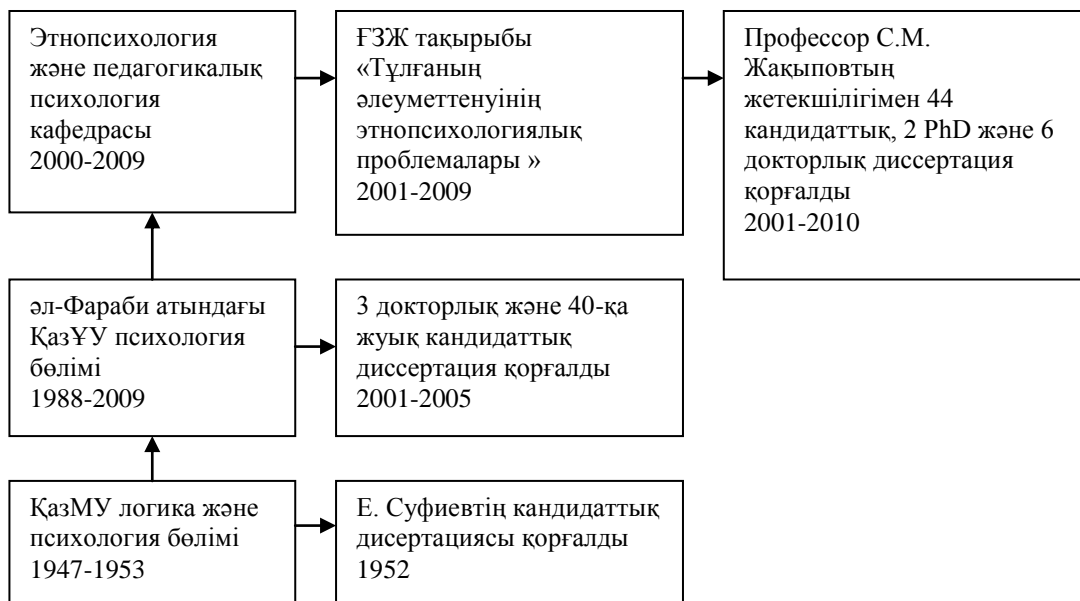 Этнопсихология
және педагогикалық
психология
кафедрасы
2000-2009
ҒЗЖ тақырыбы
«Тұлғаның
әлеуметтенуінің
этнопсихологиялық
проблемалары »
2001-2009
Профессор С.М.
Жақыповтың
жетекшілігімен 44
кандидаттық, 2 PhD және 6
докторлық диссертация
қорғалды
2001-2010
әл-Фараби атындағы
ҚазҰУ психология
бөлімі
1988-2009
3 докторлық және 40-қа
жуық кандидаттық
диссертация қорғалды
2001-2005
ҚазМУ логика және
психология бөлімі
1947-1953
Е. Суфиевтің кандидаттық
дисертациясы қорғалды
1952